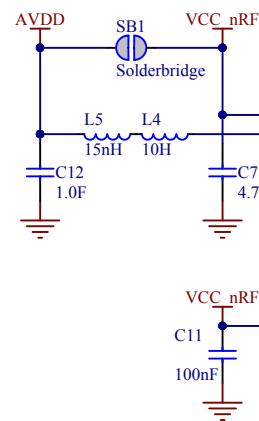 AVDD
SB1
VCC_nRF
Solderbridge
L5
L4
15nH
10H
C12
1.0F
C7
4.7
VCC_nRF
C11
100nF